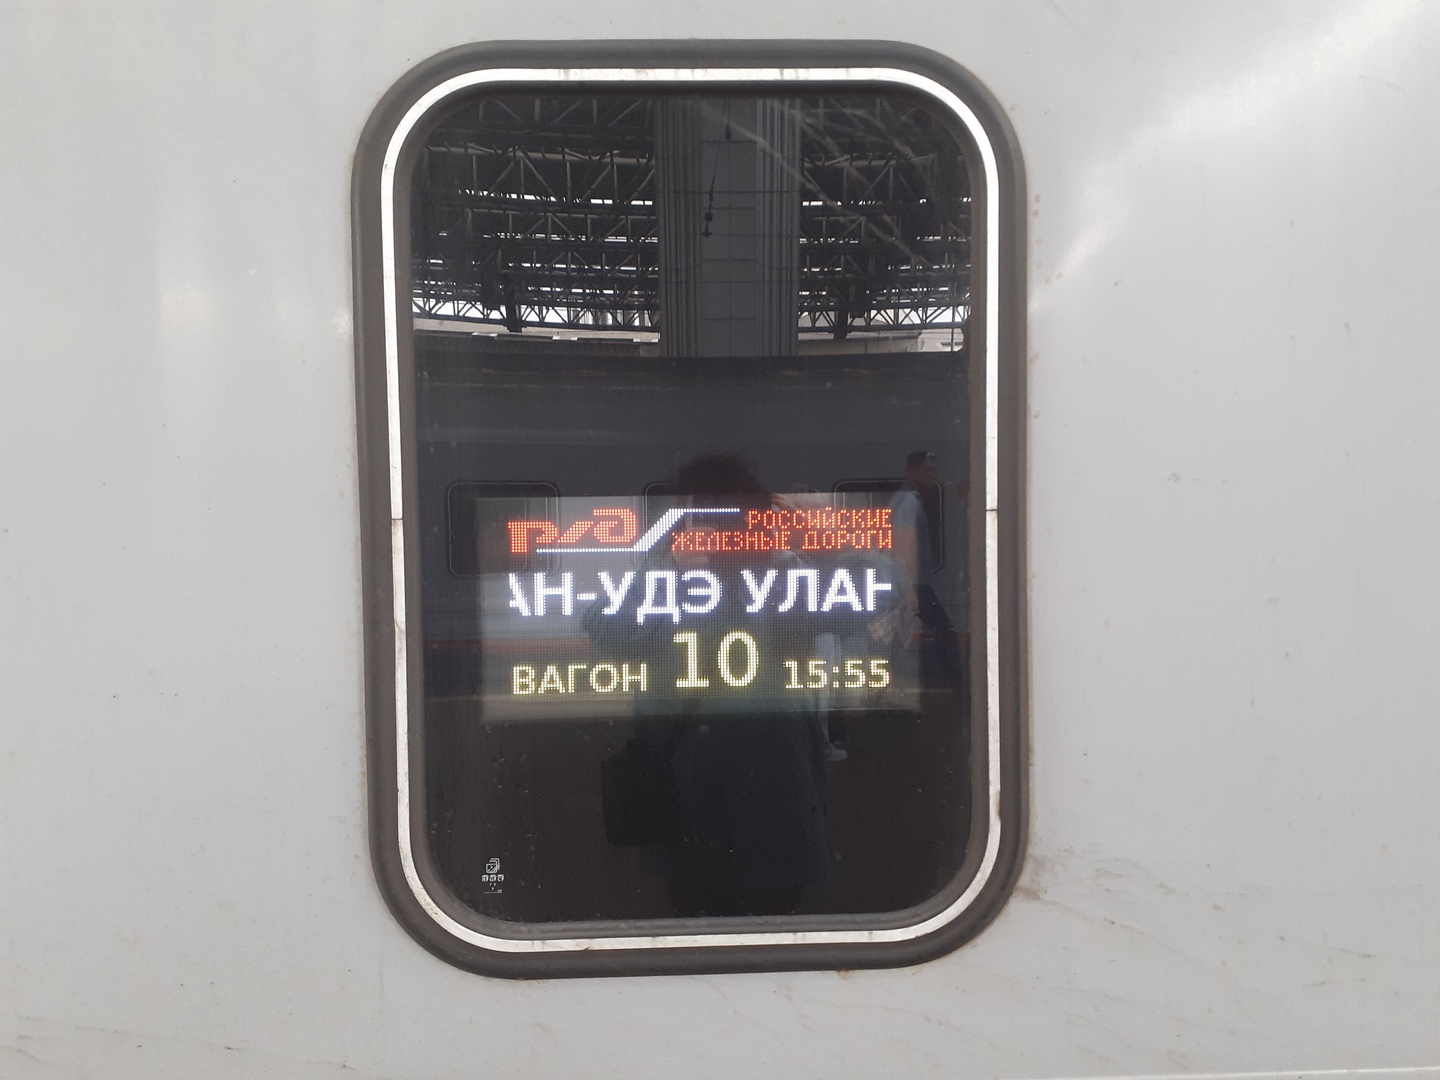 РЖД РОССИЙСКИЕ
ЖЕЛЕЗНЫЕ ДОРОГИ
АН-УДЭ УЛАН
ВАГОН 10 15:55